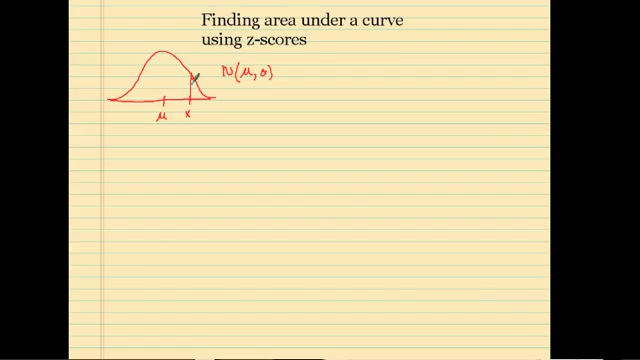 Finding area under a curve
using z-scores
N(μ, σ)
μ x